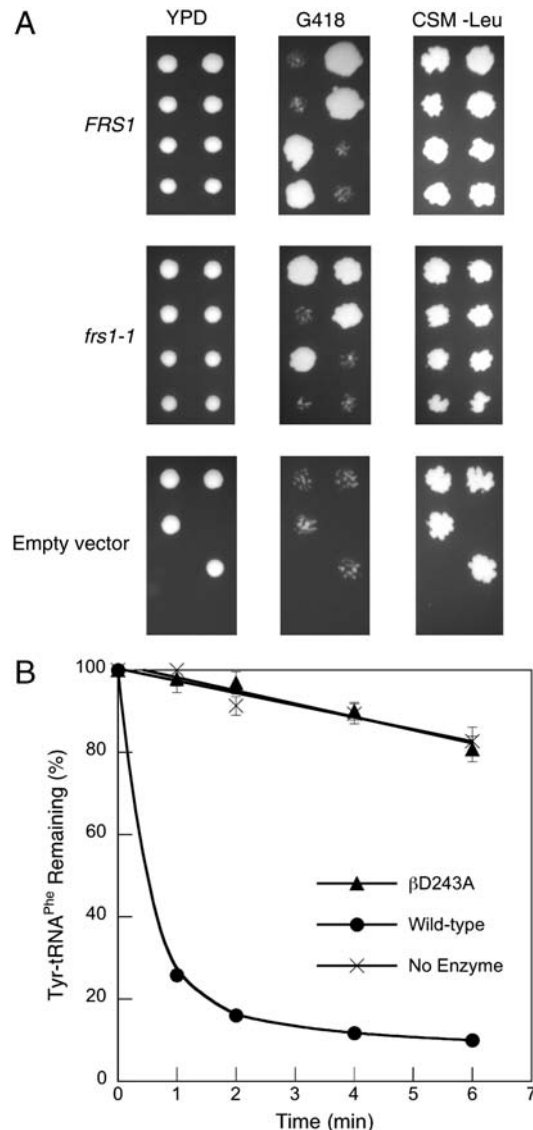 A
YPD G418 CSM -Leu
FRS1
frs1-1
Empty vector
B
Tyr-tRNAPhe Remaining (%)
100
80
60
40
20
0
βD243A
Wild-type
No Enzyme
0 1 2 3 4 5 6 7
Time (min)